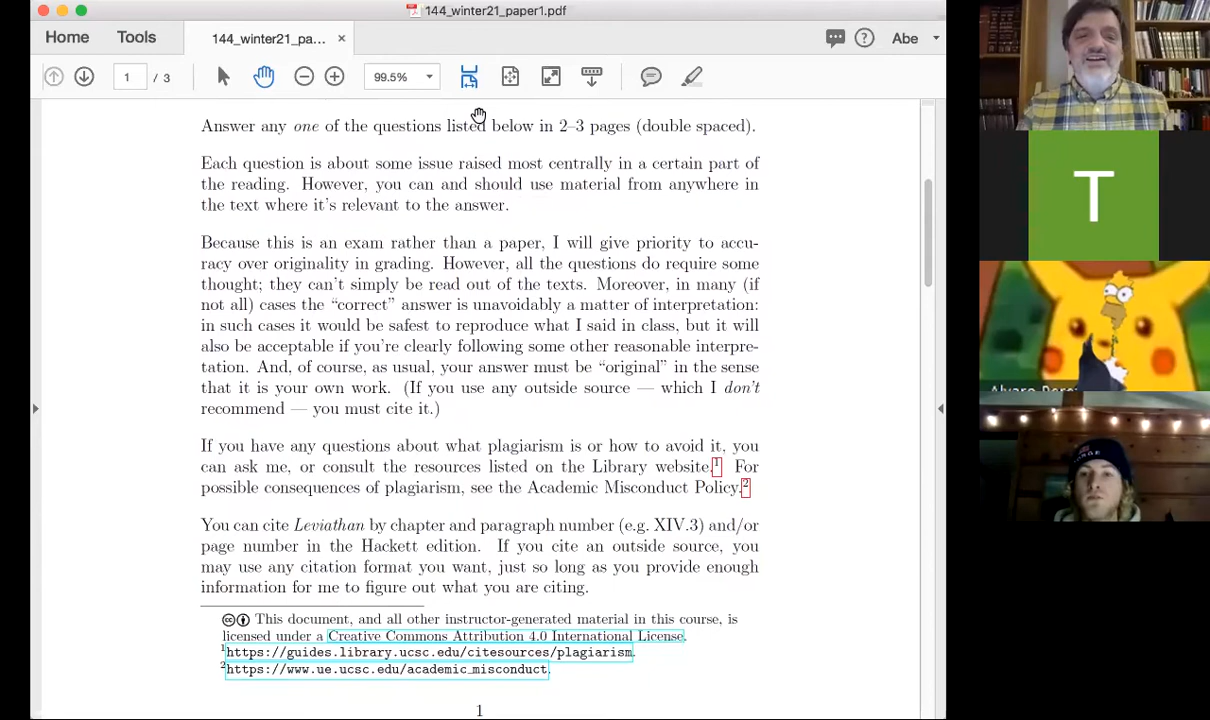 144_winter21_paper1.pdf
Home
Tools
144_winter21_pa...
×
Abe
1
/ 3
99.5%
Answer any one of the questions listed below in 2–3 pages (double spaced).
Each question is about some issue raised most centrally in a certain part of
the reading. However, you can and should use material from anywhere in
the text where it's relevant to the answer.
Because this is an exam rather than a paper, I will give priority to accu-
racy over originality in grading. However, all the questions do require some
thought; they can't simply be read out of the texts. Moreover, in many (if
not all) cases the “correct” answer is unavoidably a matter of interpretation:
in such cases it would be safest to reproduce what I said in class, but it will
also be acceptable if you're clearly following some other reasonable interpre-
tation. And, of course, as usual, your answer must be “original” in the sense
that it is your own work. (If you use any outside source — which I don't
recommend — you must cite it.)
If you have any questions about what plagiarism is or how to avoid it, you
can ask me, or consult the resources listed on the Library website.1 For
possible consequences of plagiarism, see the Academic Misconduct Policy.2
You can cite Leviathan by chapter and paragraph number (e.g. XIV.3) and/or
page number in the Hackett edition. If you cite an outside source, you
may use any citation format you want, just so long as you provide enough
information for me to figure out what you are citing.
This document, and all other instructor-generated material in this course, is
licensed under a Creative Commons Attribution 4.0 International License.
1https://guides.library.ucsc.edu/citesources/plagiarism.
2https://www.ue.ucsc.edu/academic_misconduct.
1
T
Alvaro